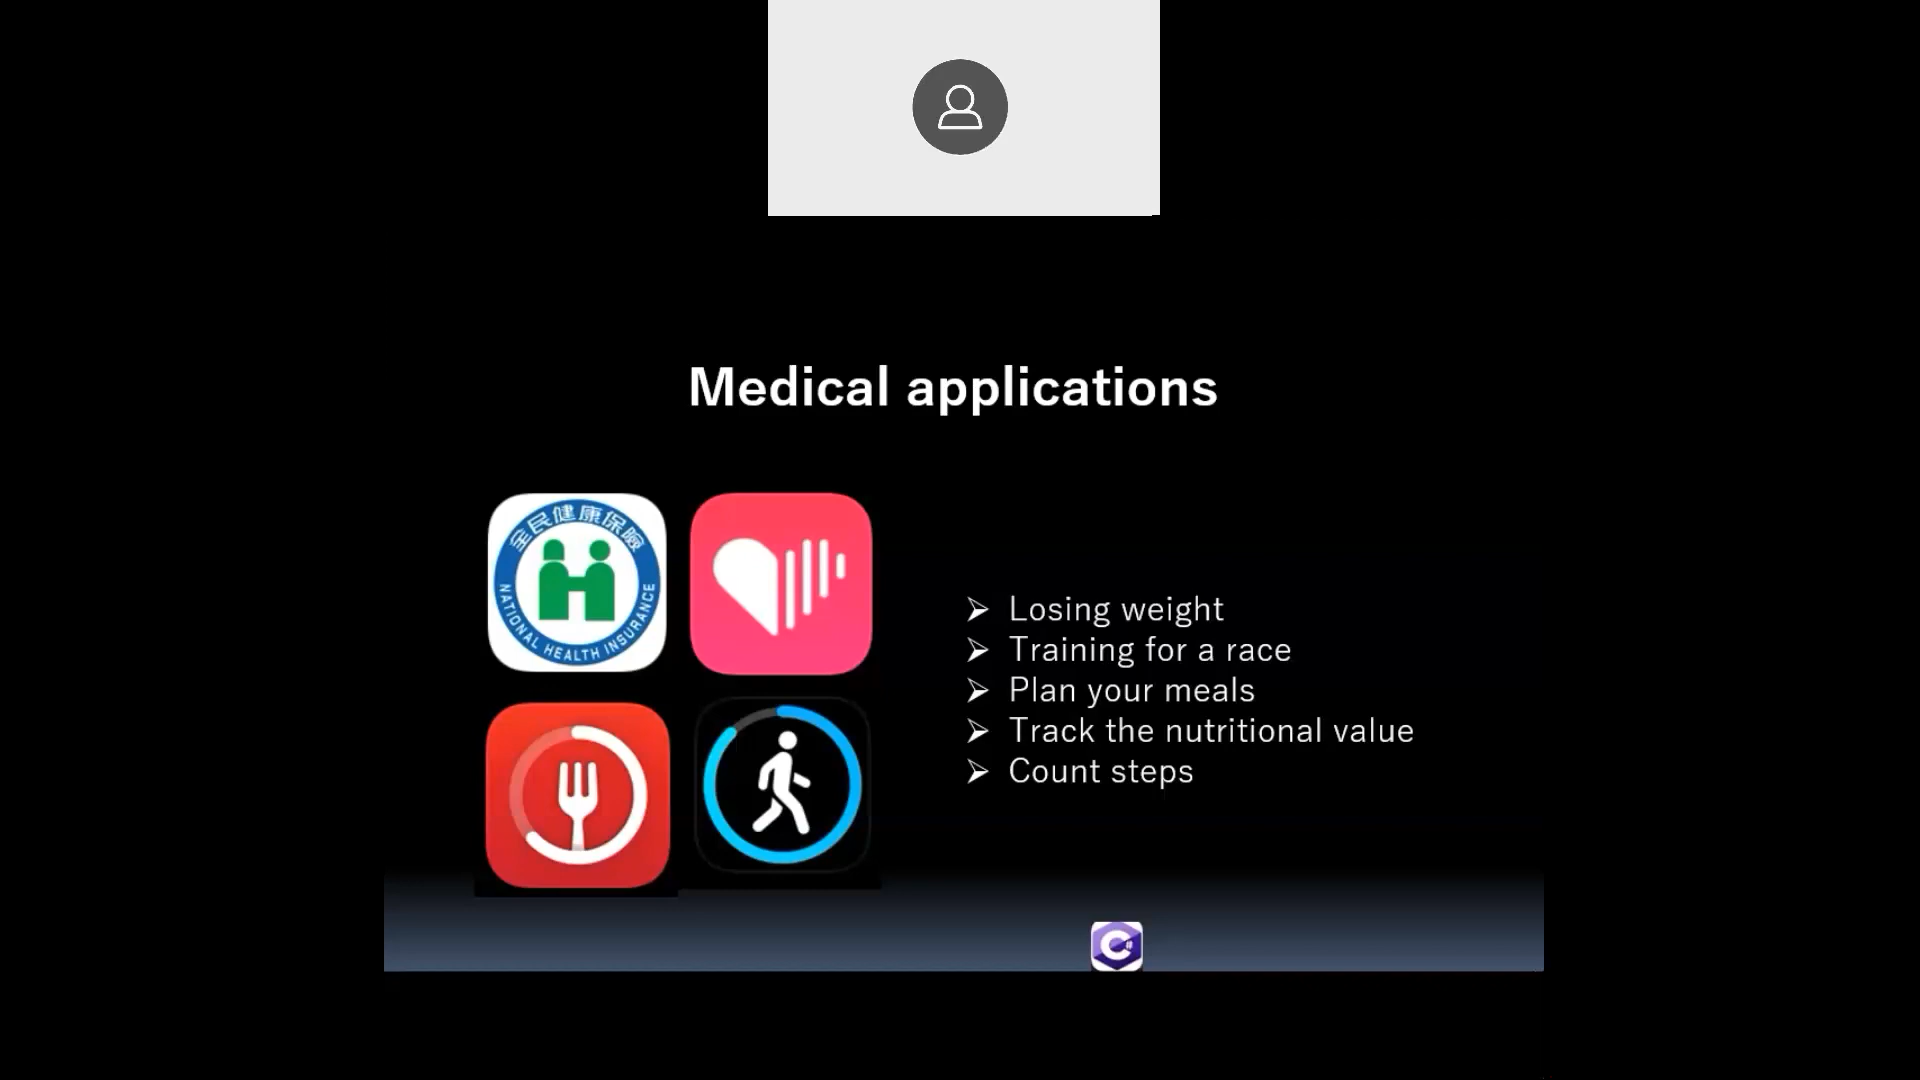 Medical applications
全民健康保險
NATIONAL HEALTH INSURANCE
➢ Losing weight
➢ Training for a race
➢ Plan your meals
➢ Track the nutritional value
➢ Count steps
C#